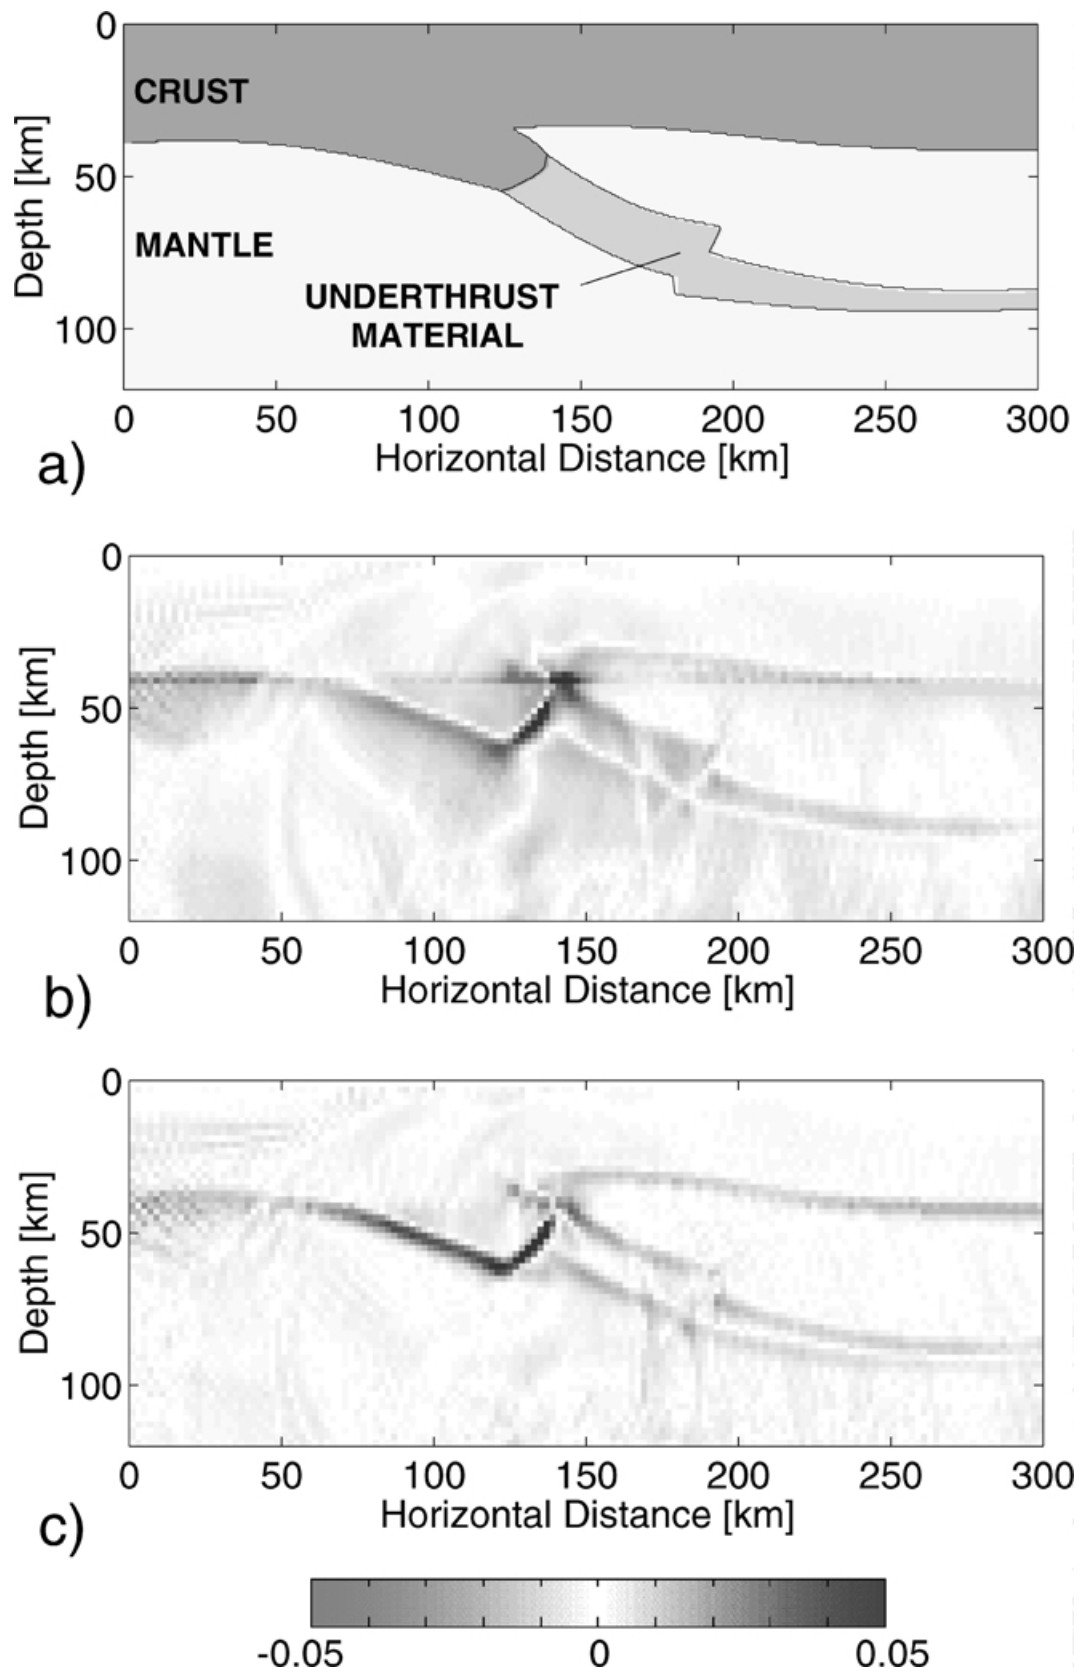 0
CRUST
50
Depth [km]
MANTLE
UNDERTHRUST
MATERIAL
100
0 50 100 150 200 250 300
Horizontal Distance [km]
a)
0
50
Depth [km]
100
0 50 100 150 200 250 300
Horizontal Distance [km]
b)
0
50
Depth [km]
100
0 50 100 150 200 250 300
Horizontal Distance [km]
c)
-0.05 0 0.05